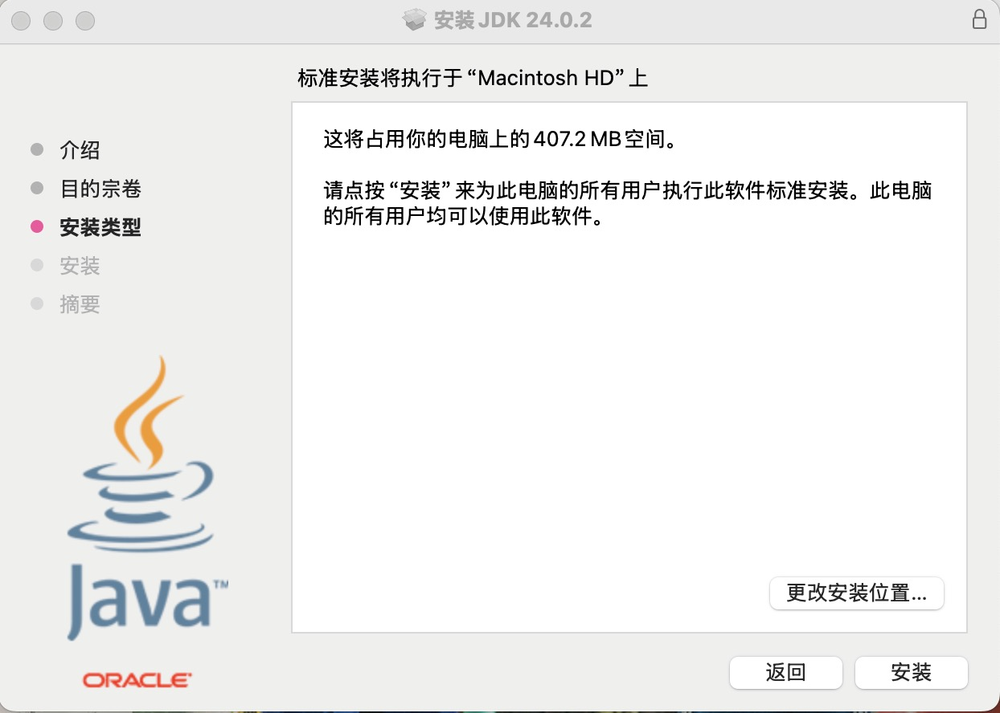 安装 JDK 24.0.2
标准安装将执行于“Macintosh HD”上
介绍
目的宗卷
安装类型
安装
摘要
这将占用你的电脑上的 407.2 MB 空间。
请点按“安装”来为此电脑的所有用户执行此软件标准安装。此电脑
的所有用户均可以使用此软件。
Java™
ORACLE
更改安装位置...
返回
安装